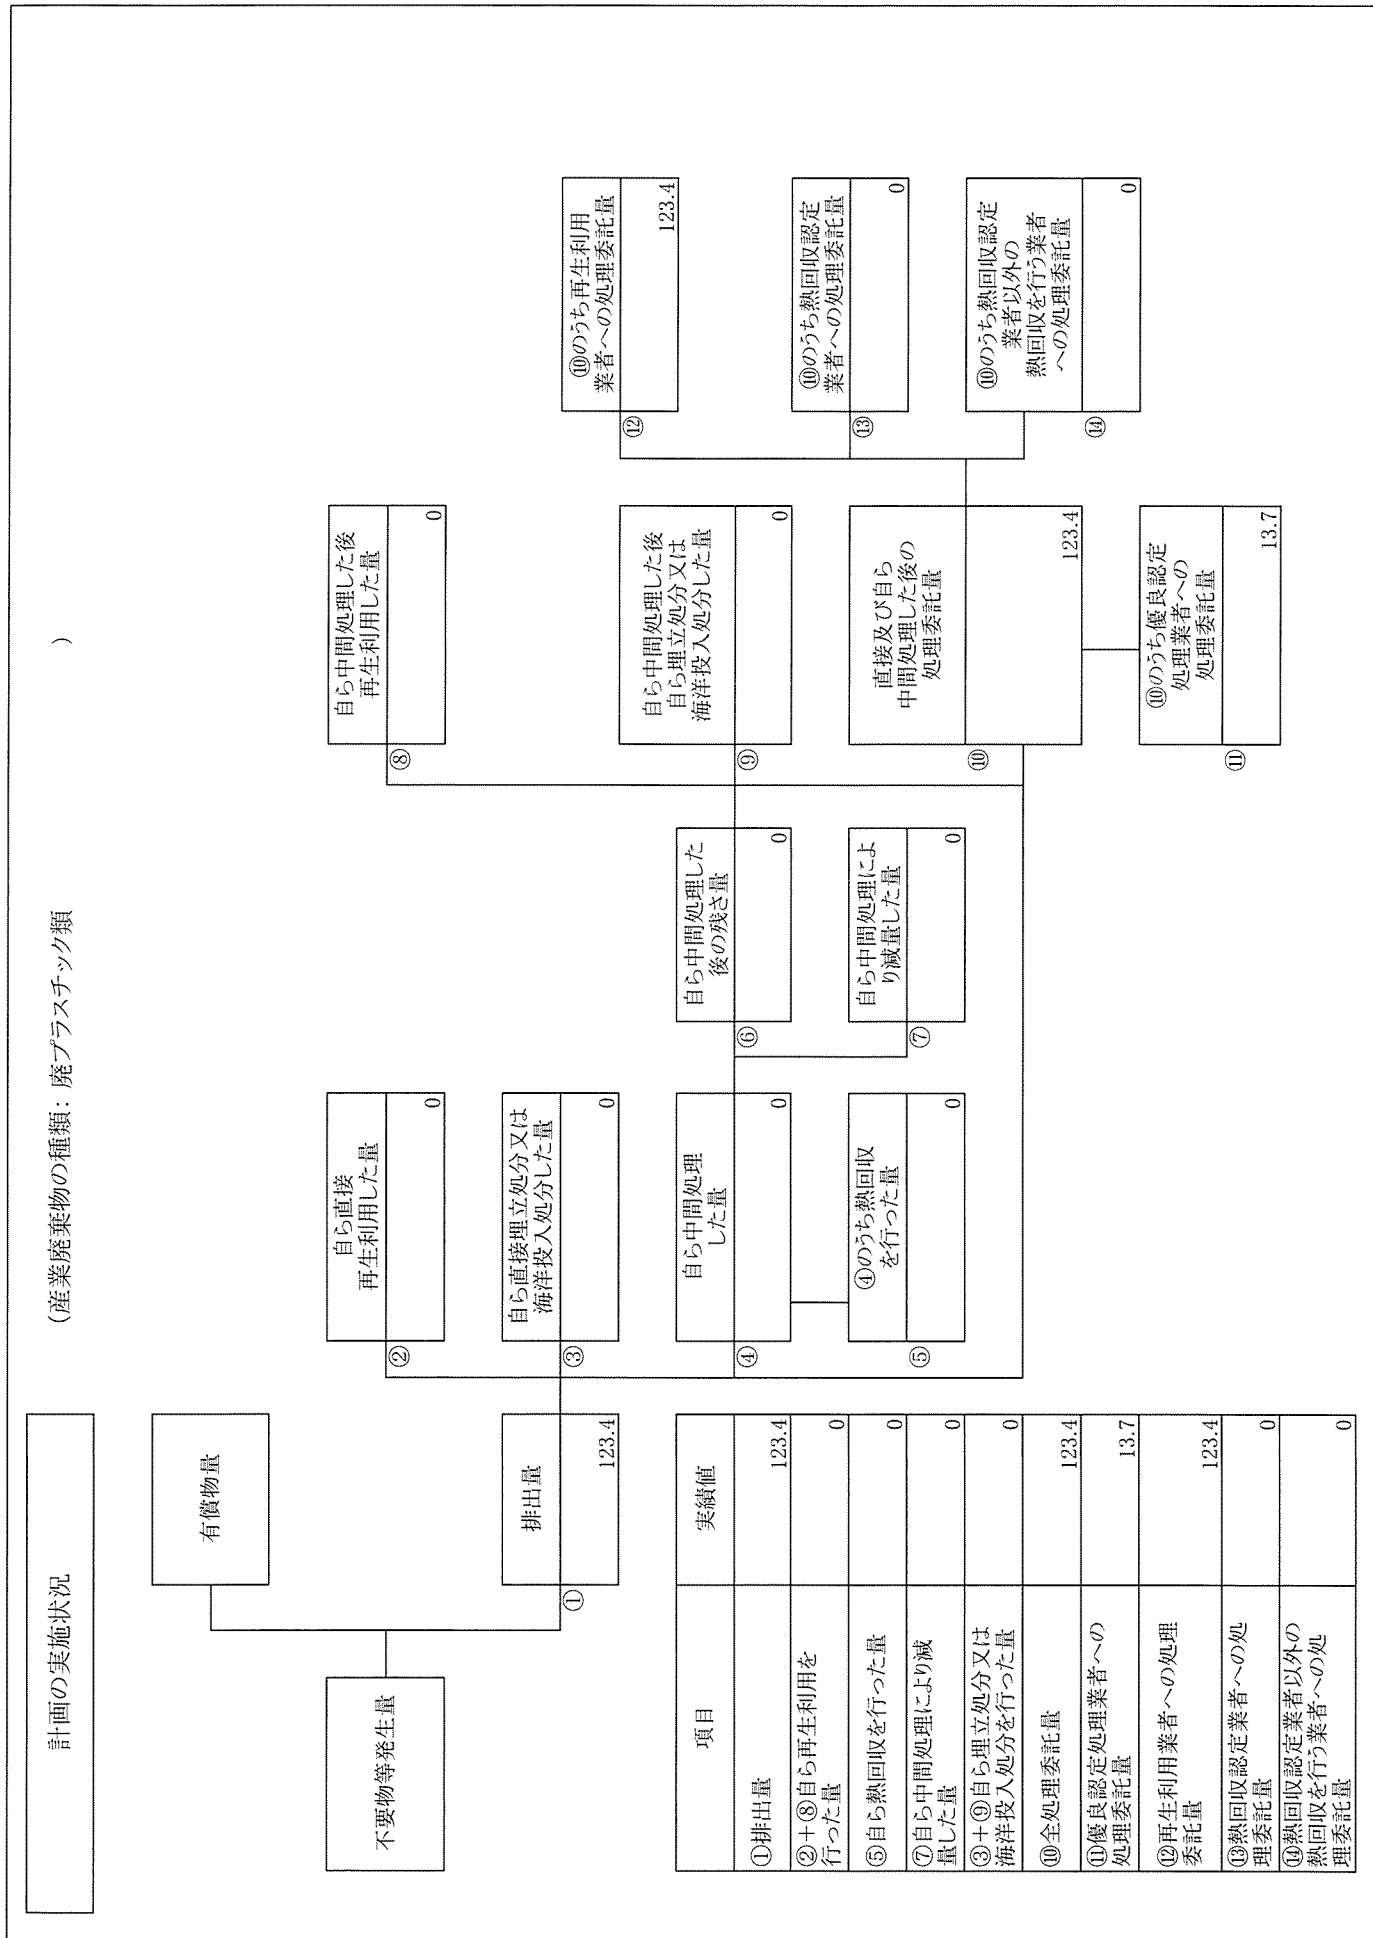 計画の実施状況
(産業廃棄物の種類：廃プラスチック類 )
不要物等発生量
有償物量
①
排出量
123.4
②
自ら直接
再生利用した量
0
③
自ら直接埋立処分又は
海洋投入処分した量
0
④
自ら中間処理
した量
0
⑤
④のうち熱回収
を行った量
0
⑥
自ら中間処理した
後の残さ量
0
⑦
自ら中間処理によ
り減量した量
0
⑧
自ら中間処理した後
再生利用した量
0
⑨
自ら中間処理した後
自ら埋立処分又は
海洋投入処分した量
0
⑩
直接及び自ら
中間処理した後の
処理委託量
123.4
⑪
⑩のうち優良認定
処理業者への
処理委託量
13.7
⑫
⑩のうち再生利用
業者への処理委託量
123.4
⑬
⑩のうち熱回収認定
業者への処理委託量
0
⑭
⑩のうち熱回収認定
業者以外の
熱回収を行う業者
への処理委託量
0
項目 実績値
①排出量 123.4
②+⑧自ら再生利用を
行った量 0
⑤自ら熱回収を行った量 0
⑦自ら中間処理により減
量した量 0
③+⑨自ら埋立処分又は
海洋投入処分を行った量 0
⑩全処理委託量 123.4
⑪優良認定処理業者への
処理委託量 13.7
⑫再生利用業者への処理
委託量 123.4
⑬熱回収認定業者への処
理委託量 0
⑭熱回収認定業者以外の
熱回収を行う業者への処
理委託量 0